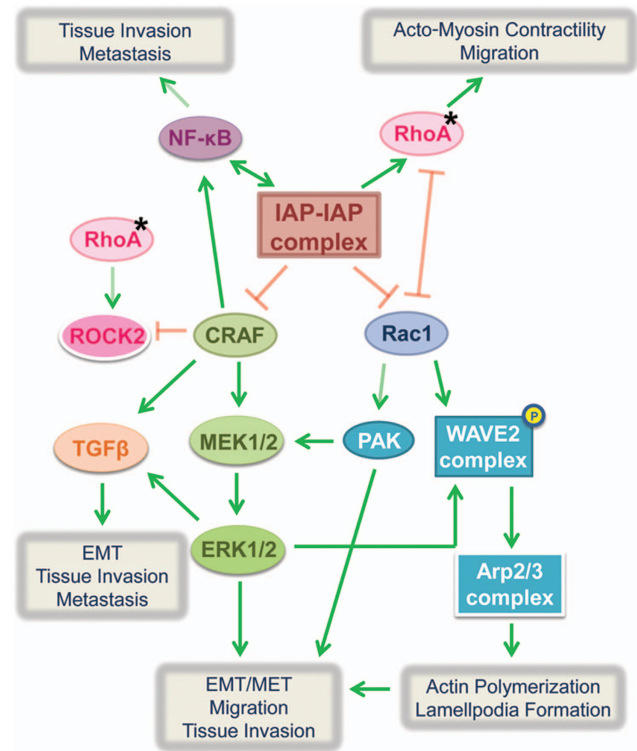 Tissue Invasion
Metastasis
Acto-Myosin Contractility
Migration
NF-κB
RhoA*
IAP-IAP
complex
RhoA*
ROCK2
CRAF
Rac1
TGFβ
MEK1/2
PAK
WAVE2
complex
P
EMT
Tissue Invasion
Metastasis
ERK1/2
Arp2/3
complex
EMT/MET
Migration
Tissue Invasion
Actin Polymerization
Lamellpodia Formation